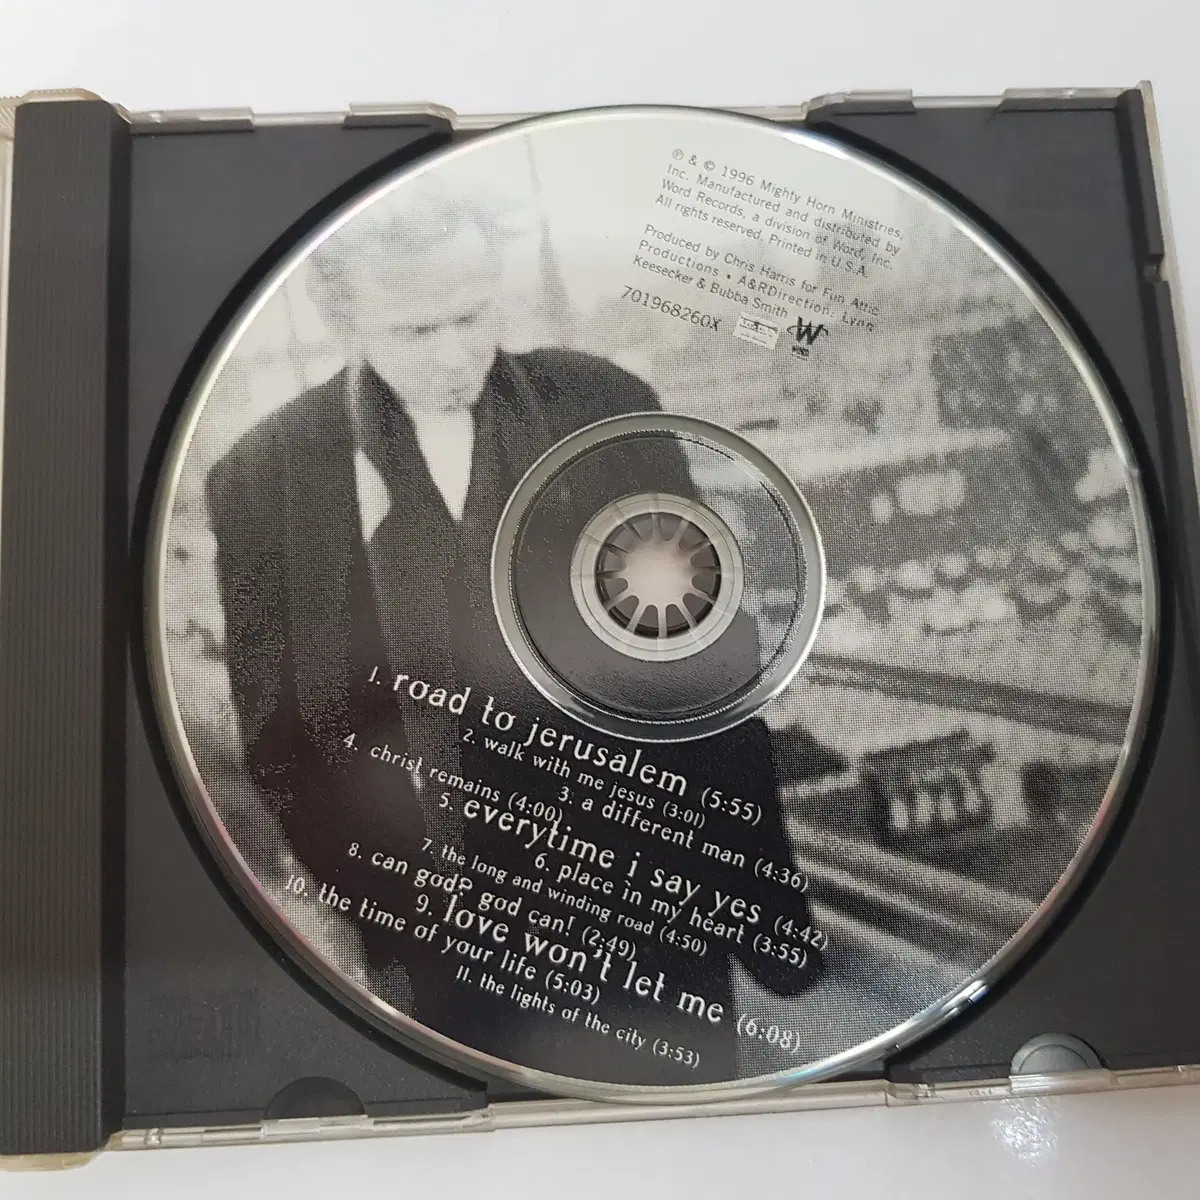 ℗ & © 1996 Mighty Horn Ministries,
Inc. Manufactured and distributed by
Word Records, a division of Word, Inc.
All rights reserved. Printed in U.S.A.
Produced by Chris Harris for Fun Attic
Productions • A&R Direction: Lynn
Keesecker & Bubba Smith
701968260X
W
1. road to jerusalem (5:55)
2. walk with me jesus (3:01)
3. a different man (4:36)
4. christ remains (4:00)
5. everytime i say yes (4:42)
6. place in my heart (3:55)
7. the long and winding road (4:50)
8. can god? god can! (2:49)
9. love won't let me (6:08)
10. the time of your life (5:03)
11. the lights of the city (3:53)